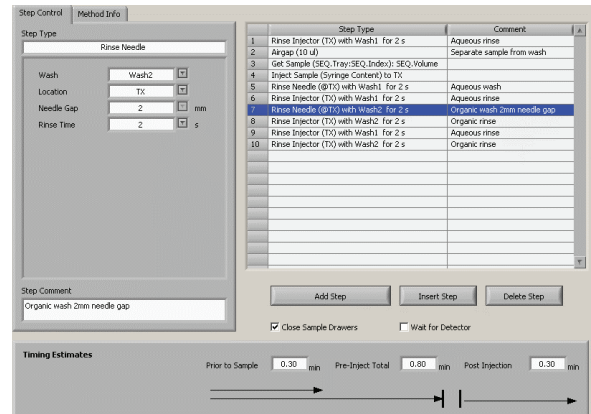 Step Control Method Info
Step Type
Rinse Needle
Wash Wash2
Location TX
Needle Gap 2 mm
Rinse Time 2 s
Step Comment
Organic wash 2mm needle gap
Step Type Comment
1 Rinse Injector (TX) with Wash1 for 2 s Aqueous rinse
2 Airgap (10 ul) Separate sample from wash
3 Get Sample (SEQ.Tray:SEQ.Index): SEQ.Volume
4 Inject Sample (Syringe Content) to TX
5 Rinse Needle (@TX) with Wash1 for 2 s Aqueous wash
6 Rinse Injector (TX) with Wash1 for 2 s Aqueous rinse
7 Rinse Needle (@TX) with Wash2 for 2 s Organic wash 2mm needle gap
8 Rinse Injector (TX) with Wash2 for 2 s Organic rinse
9 Rinse Injector (TX) with Wash1 for 2 s Aqueous rinse
10 Rinse Injector (TX) with Wash2 for 2 s Organic rinse
Add Step Insert Step Delete Step
Close Sample Drawers Wait for Detector
Timing Estimates
Prior to Sample 0.30 min Pre-Inject Total 0.80 min Post Injection 0.30 min